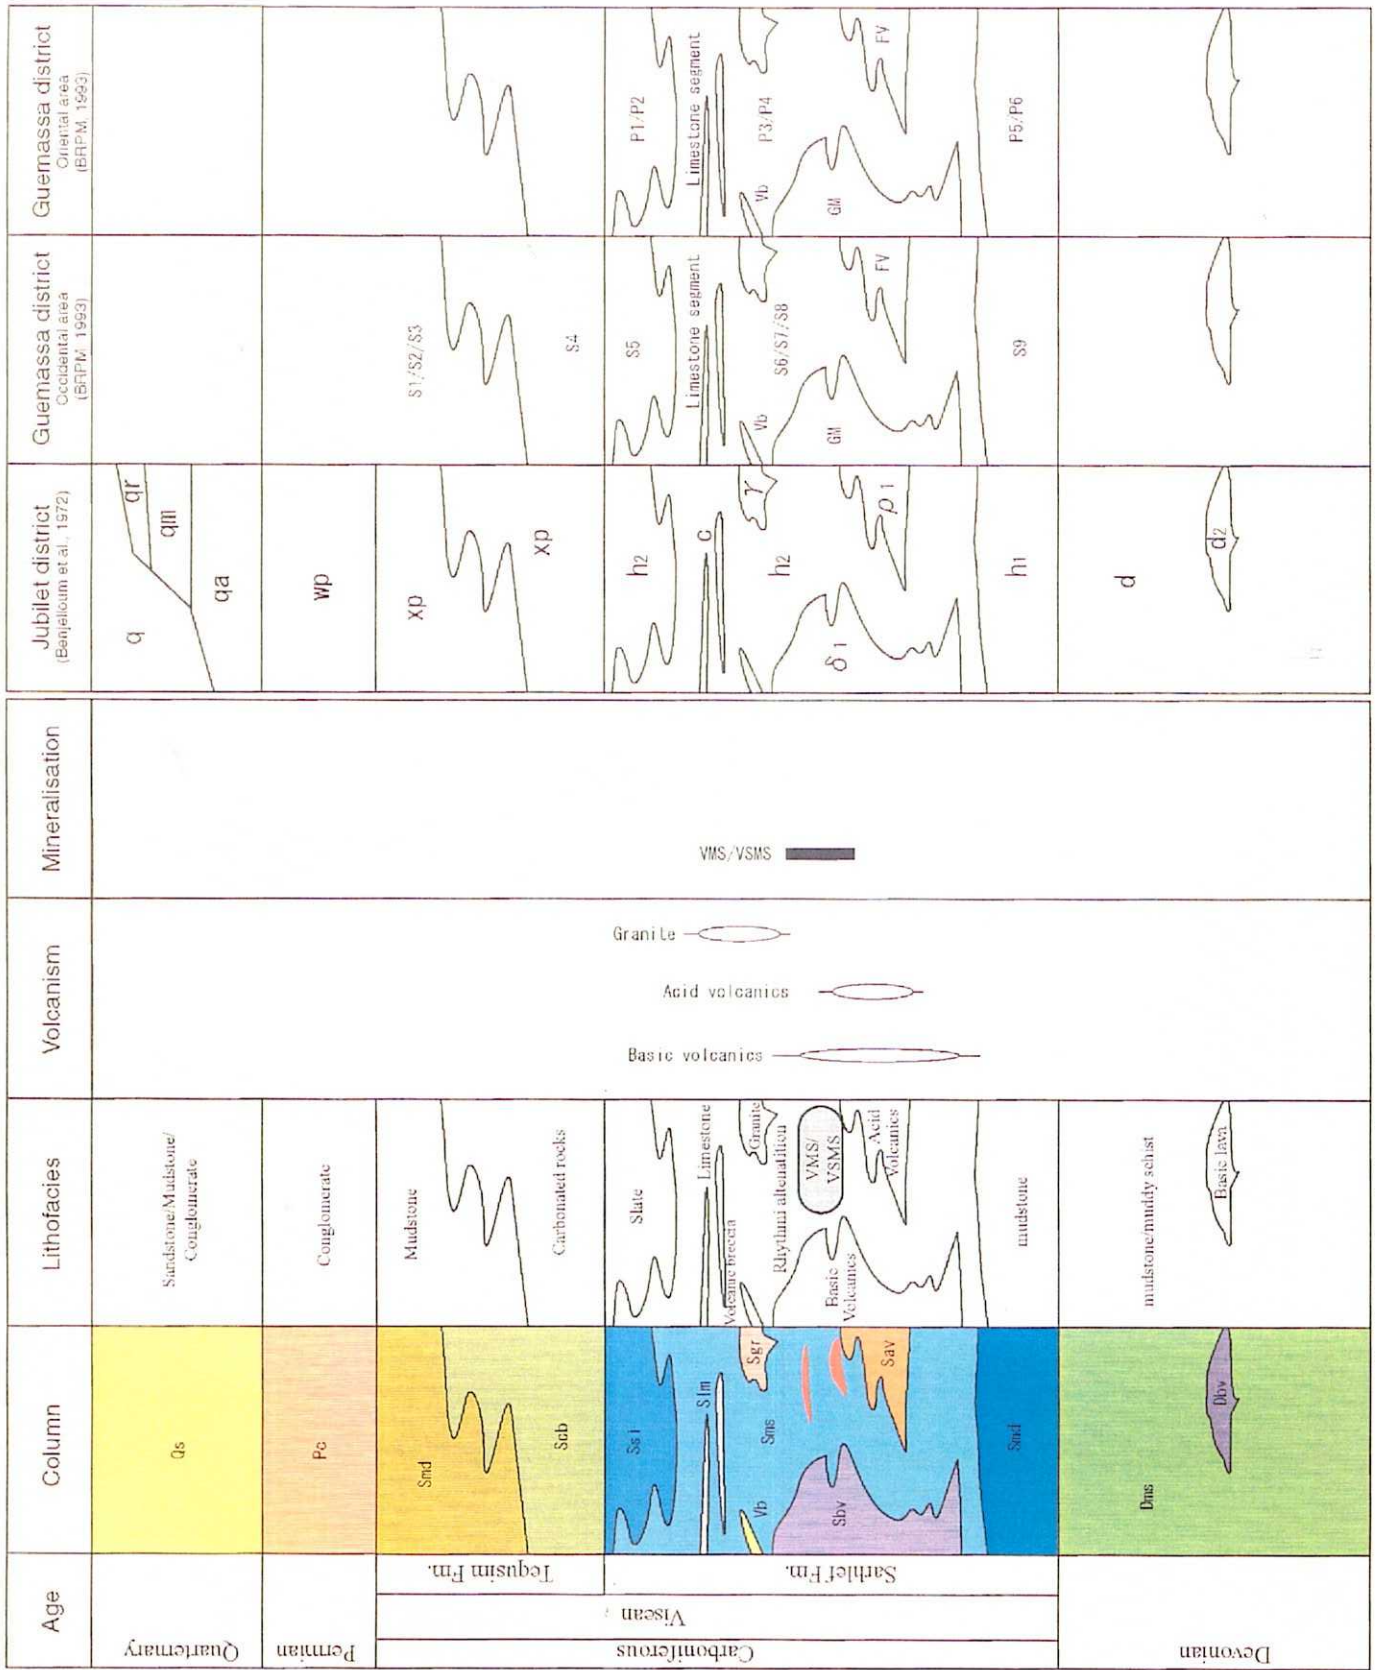 Age
Column
Lithofacies
Volcanism
Mineralisation
Jubilet district
(Benjelloum et al., 1972)
Guemassa district
Occidental area
(BRPM, 1993)
Guemassa district
Oriental area
(BRPM, 1993)
Quarternary
Qs
Sandstone/Mudstone/
Conglomerate
q
qa
qm
qr
Permian
Pc
Conglomerate
wp
Carboniferous
Visean
Tequsim Fm.
Smd
Scb
Mudstone
Carbonated rocks
xp
xp
S1/S2/S3
S4
Sarhlef Fm.
Ssl
Slm
Vb
Sgr
Sms
Sbv
Sav
Smd
Slate
Limestone
Volcanic breccia
Granite
Rhythmi altenatition
VMS/
VSMS
Basic
Volcanics
Acid
Volcanics
mudstone
Granite
Acid volcanics
Basic volcanics
VMS/VSMS
h2
c
γ
h2
δ1
ρ1
h1
S5
Limestone segment
Vb
S6/S7/S8
GM
FV
S9
P1/P2
Limestone segment
Vb
P3/P4
GM
FV
P5/P6
Devonian
Dms
Dbv
mudstone/muddy schist
Basic lava
d
d2